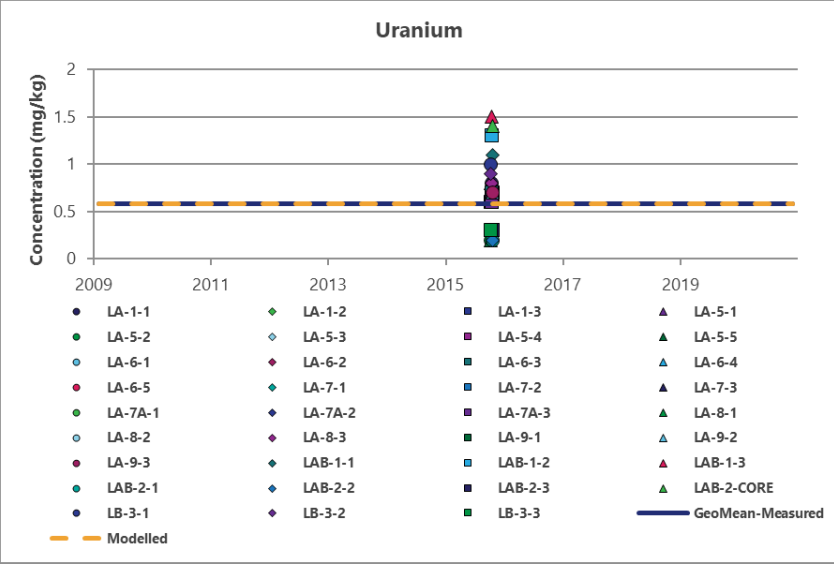 Uranium
Concentration (mg/kg)
2
1.5
1
0.5
0
2009 2011 2013 2015 2017 2019
LA-1-1 LA-1-2 LA-1-3 LA-5-1
LA-5-2 LA-5-3 LA-5-4 LA-5-5
LA-6-1 LA-6-2 LA-6-3 LA-6-4
LA-6-5 LA-7-1 LA-7-2 LA-7-3
LA-7A-1 LA-7A-2 LA-7A-3 LA-8-1
LA-8-2 LA-8-3 LA-9-1 LA-9-2
LA-9-3 LAB-1-1 LAB-1-2 LAB-1-3
LAB-2-1 LAB-2-2 LAB-2-3 LAB-2-CORE
LB-3-1 LB-3-2 LB-3-3 GeoMean-Measured
Modelled